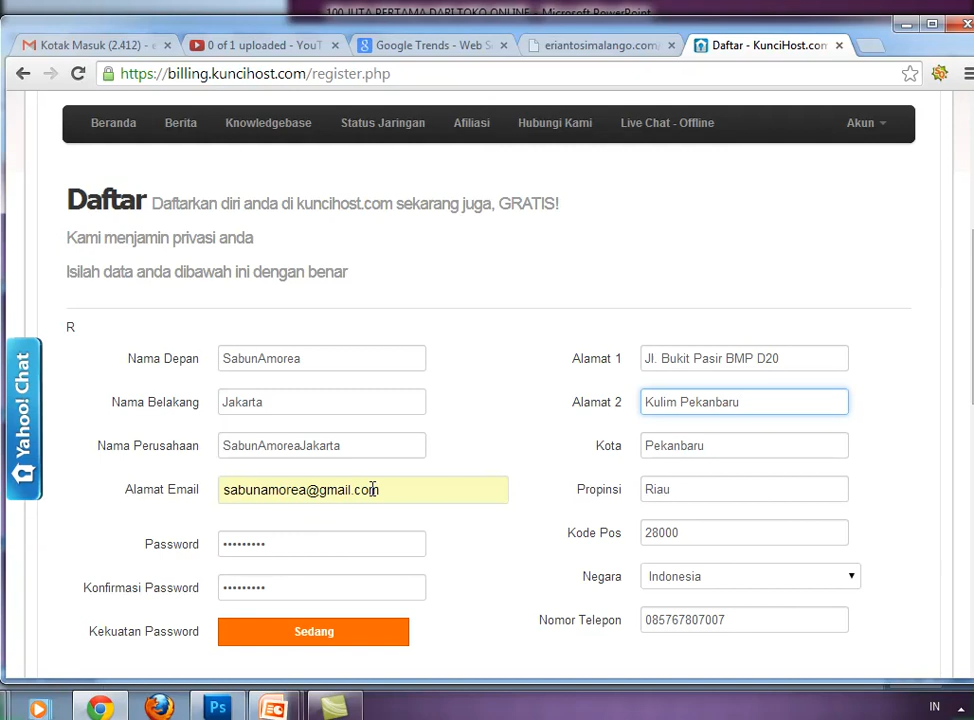 100 JUTA PERTAMA DARI TOKO ONLINE - Microsoft PowerPoint
Kotak Masuk (2.412) - e
0 of 1 uploaded - YouT
Google Trends - Web S
eriantosimalango.com/
Daftar - KunciHost.com
https://billing.kuncihost.com/register.php
Beranda
Berita
Knowledgebase
Status Jaringan
Afiliasi
Hubungi Kami
Live Chat - Offline
Akun
Daftar Daftarkan diri anda di kuncihost.com sekarang juga, GRATIS!
Kami menjamin privasi anda
Isilah data anda dibawah ini dengan benar
R
Nama Depan SabunAmorea
Nama Belakang Jakarta
Nama Perusahaan SabunAmoreaJakarta
Alamat Email sabunamorea@gmail.com
Password •••••••••
Konfirmasi Password •••••••••
Kekuatan Password Sedang
Alamat 1 Jl. Bukit Pasir BMP D20
Alamat 2 Kulim Pekanbaru
Kota Pekanbaru
Propinsi Riau
Kode Pos 28000
Negara Indonesia
Nomor Telepon 085767807007
Yahoo! Chat
Ps
IN